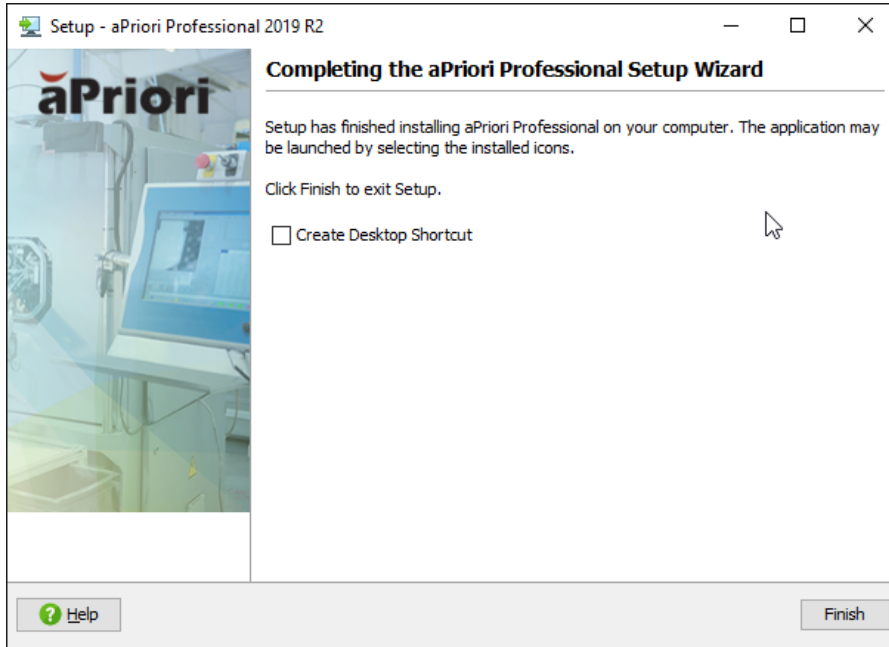 Setup - aPriori Professional 2019 R2
aPriori
Completing the aPriori Professional Setup Wizard
Setup has finished installing aPriori Professional on your computer. The application may
be launched by selecting the installed icons.
Click Finish to exit Setup.
Create Desktop Shortcut
Help
Finish